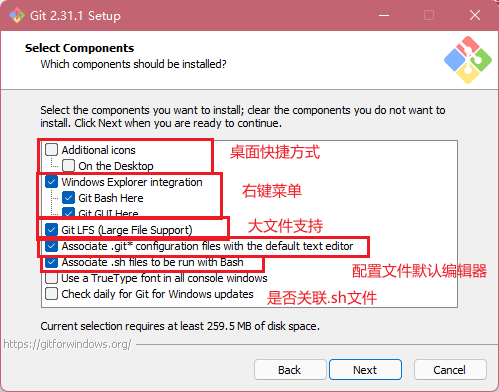 Git 2.31.1 Setup
Select Components
Which components should be installed?
Select the components you want to install; clear the components you do not want to
install. Click Next when you are ready to continue.
Additional icons
On the Desktop
桌面快捷方式
Windows Explorer integration
Git Bash Here
右键菜单
Git GUI Here
Git LFS (Large File Support)
大文件支持
Associate .git* configuration files with the default text editor
Associate .sh files to be run with Bash
配置文件默认编辑器
Use a TrueType font in all console windows
Check daily for Git for Windows updates
是否关联.sh文件
Current selection requires at least 259.5 MB of disk space.
https://gitforwindows.org/
Back
Next
Cancel